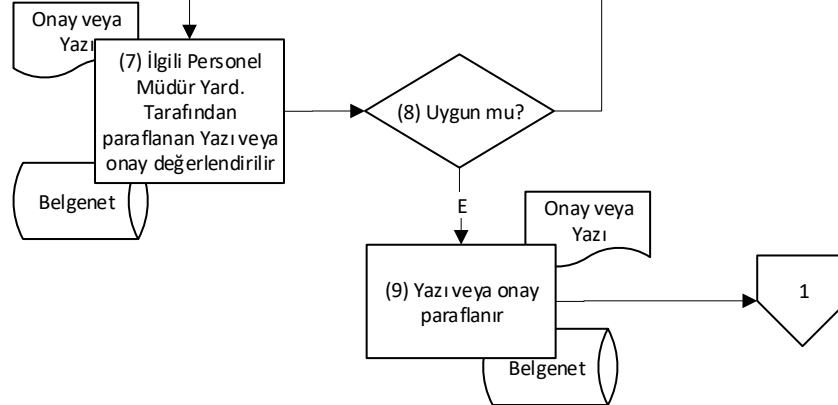 Onay veya
Yazı
(7) İlgili Personel
Müdür Yard.
Tarafından
paraflanan Yazı veya
onay değerlendirilir
Belgenet
(8) Uygun mu?
E
Onay veya
Yazı
(9) Yazı veya onay
paraflanır
Belgenet
1